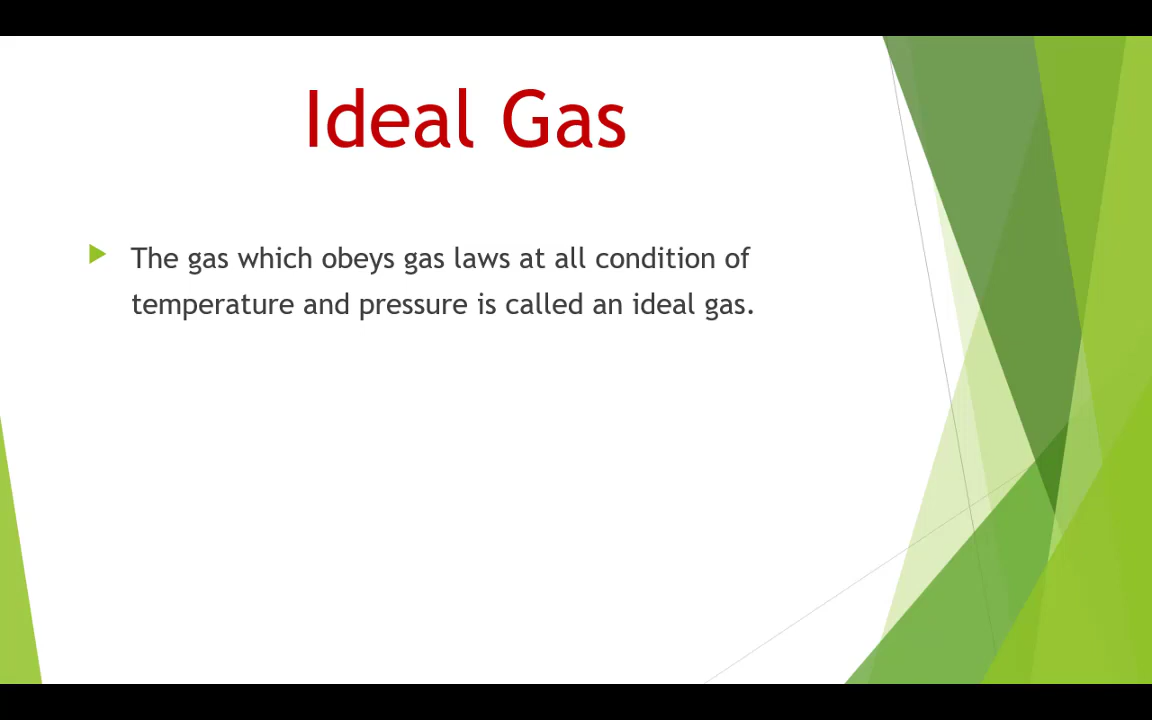 Ideal Gas
The gas which obeys gas laws at all condition of
temperature and pressure is called an ideal gas.